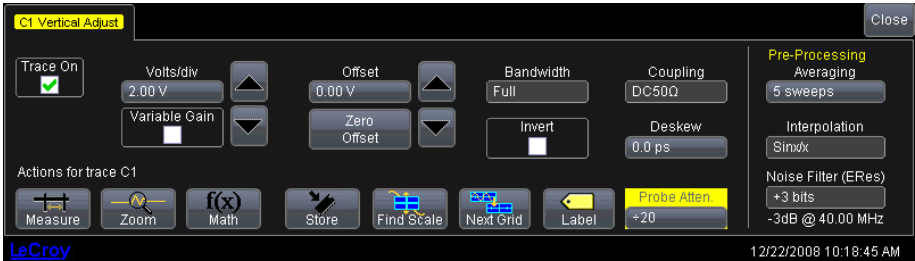 C1 Vertical Adjust
Close
Trace On
Volts/div
2.00 V
Variable Gain
Offset
0.00 V
Zero
Offset
Bandwidth
Full
Invert
Coupling
DC50Ω
Deskew
0.0 ps
Pre-Processing
Averaging
5 sweeps
Interpolation
Sinx/x
Noise Filter (ERes)
+3 bits
-3dB @ 40.00 MHz
Actions for trace C1
Measure
Zoom
f(x)
Math
Store
Find Scale
Next Grid
Label
Probe Atten.
÷20
LeCroy
12/22/2008 10:18:45 AM